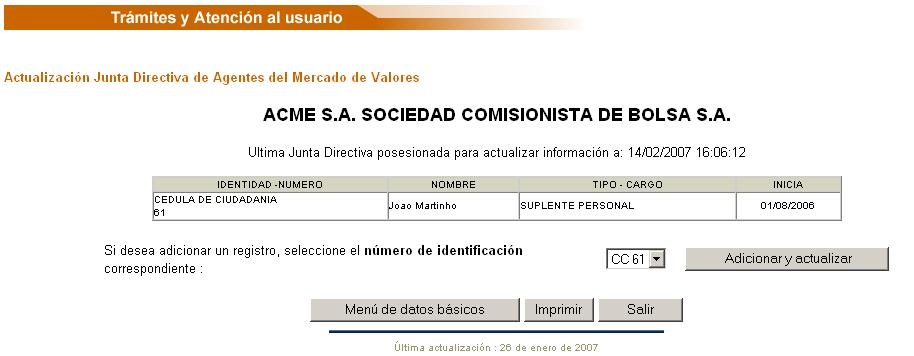 Trámites y Atención al usuario
Actualización Junta Directiva de Agentes del Mercado de Valores
ACME S.A. SOCIEDAD COMISIONISTA DE BOLSA S.A.
Ultima Junta Directiva posesionada para actualizar información a: 14/02/2007 16:06:12
IDENTIDAD -NUMERO NOMBRE TIPO - CARGO INICIA
CEDULA DE CIUDADANIA
61 Joao Martinho SUPLENTE PERSONAL 01/08/2006
Si desea adicionar un registro, seleccione el número de identificación
correspondiente : CC 61 Adicionar y actualizar
Menú de datos básicos Imprimir Salir
Última actualización : 26 de enero de 2007